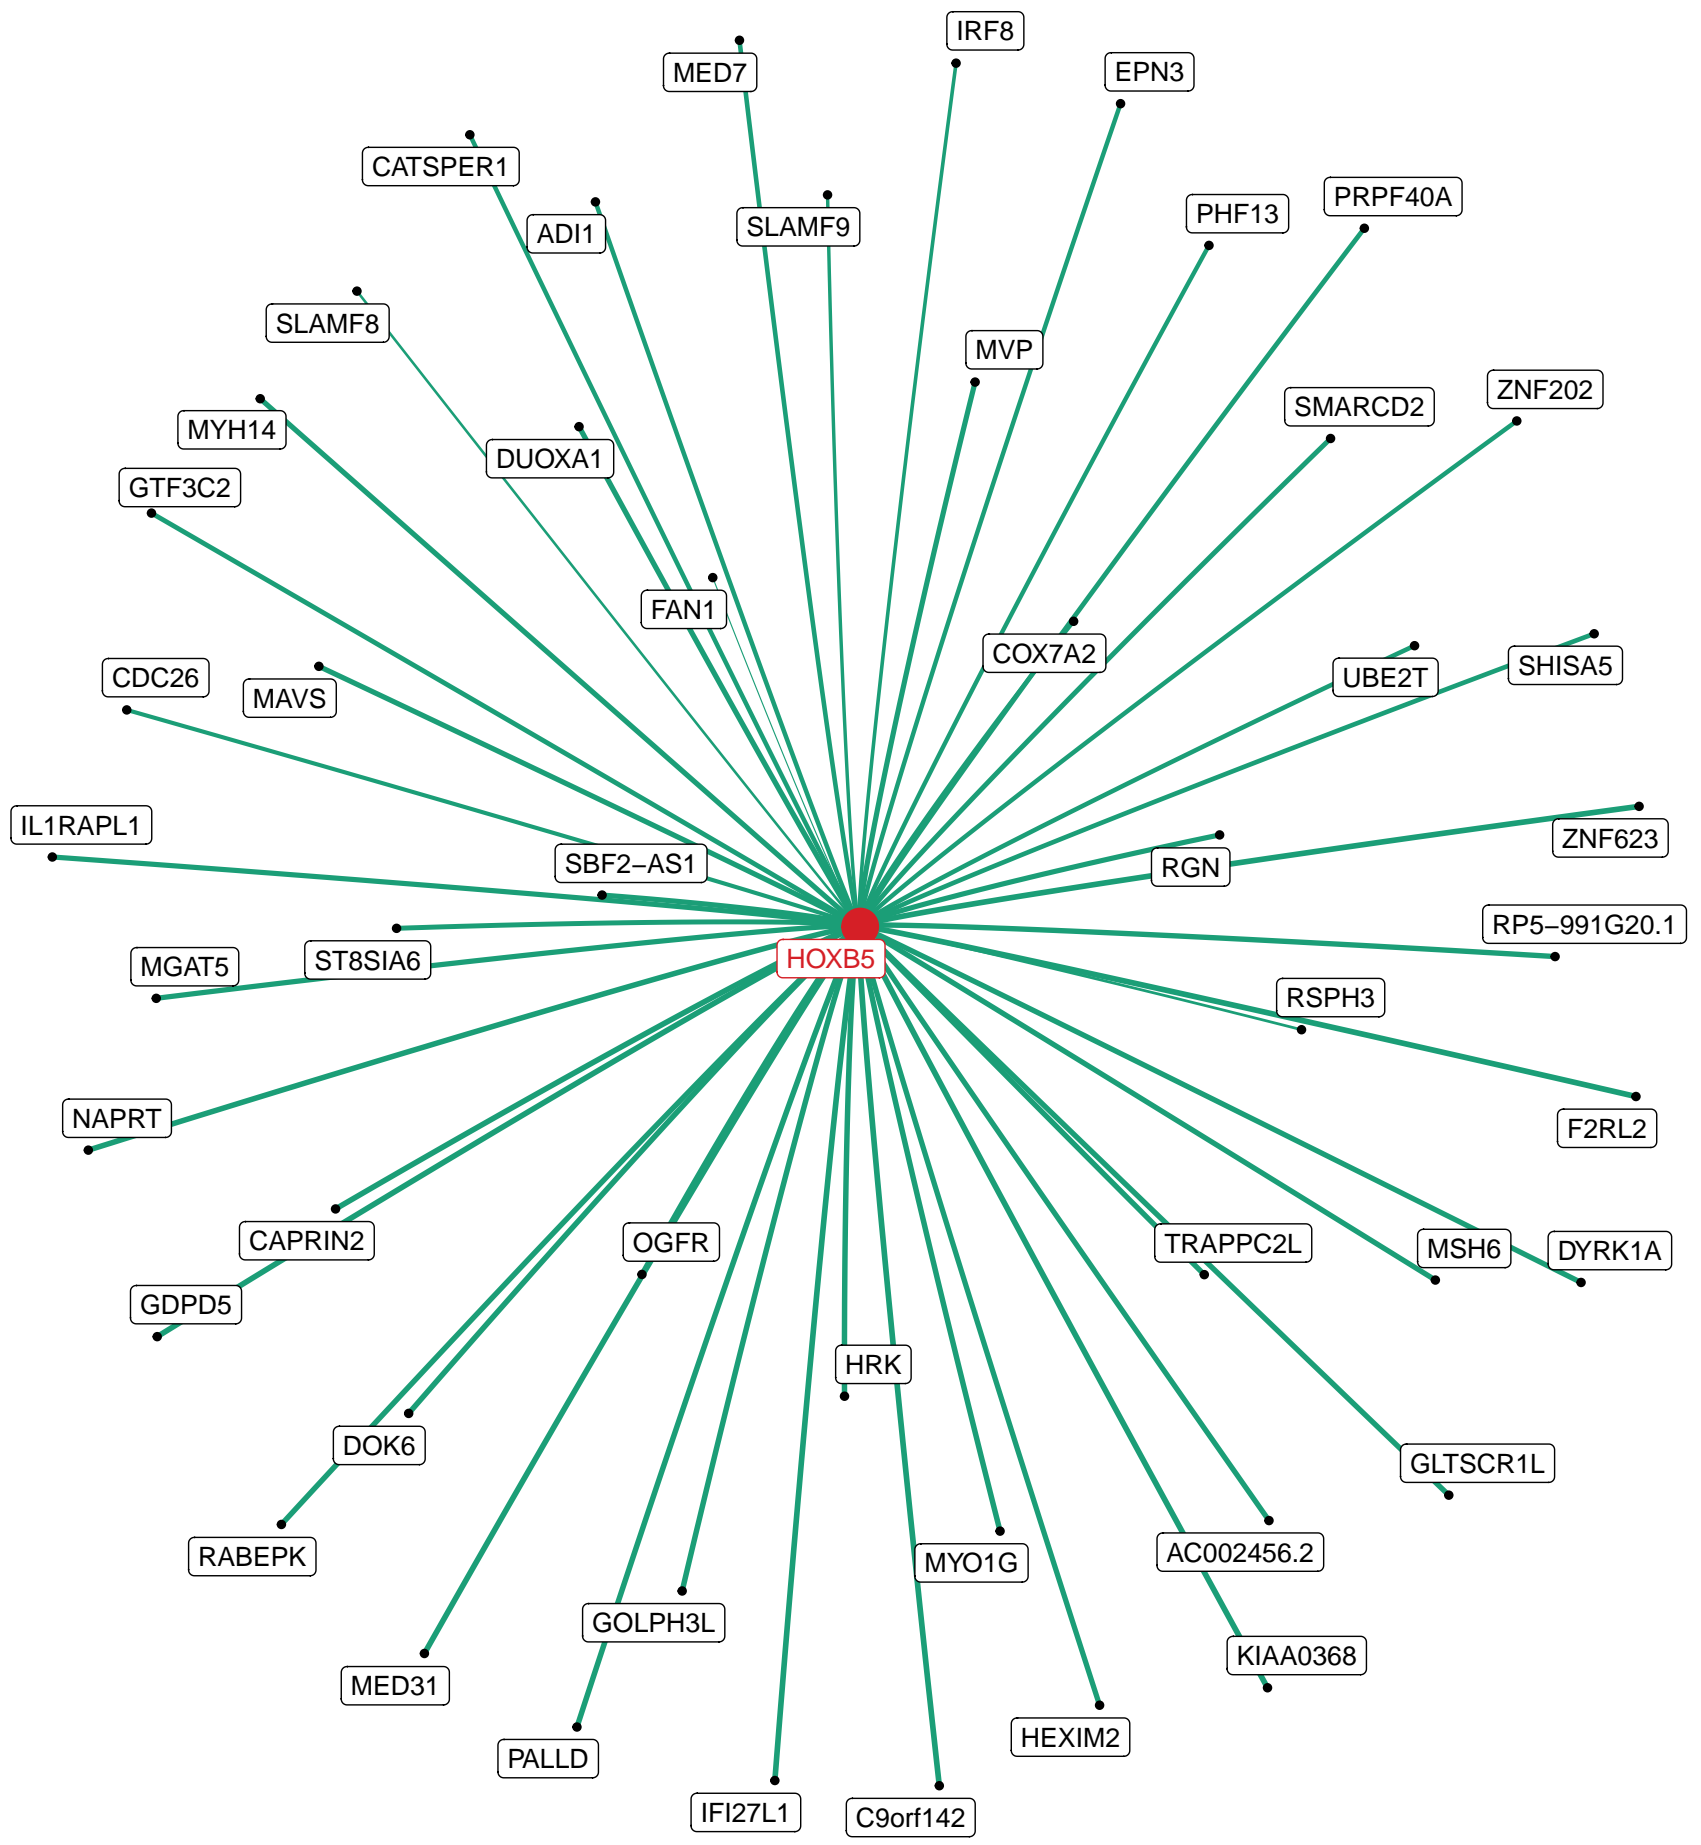 IRF8
MED7
EPN3
CATSPER1
PRPF40A
PHF13
SLAMF9
ADI1
SLAMF8
MVP
ZNF202
SMARCD2
MYH14
DUOXA1
GTF3C2
FAN1
COX7A2
SHISA5
UBE2T
CDC26
MAVS
IL1RAPL1
ZNF623
SBF2−AS1
RGN
RP5−991G20.1
HOXB5
ST8SIA6
MGAT5
RSPH3
NAPRT
F2RL2
CAPRIN2
OGFR
TRAPPC2L
MSH6
DYRK1A
GDPD5
HRK
DOK6
GLTSCR1L
RABEPK
AC002456.2
MYO1G
GOLPH3L
KIAA0368
MED31
HEXIM2
PALLD
IFI27L1
C9orf142